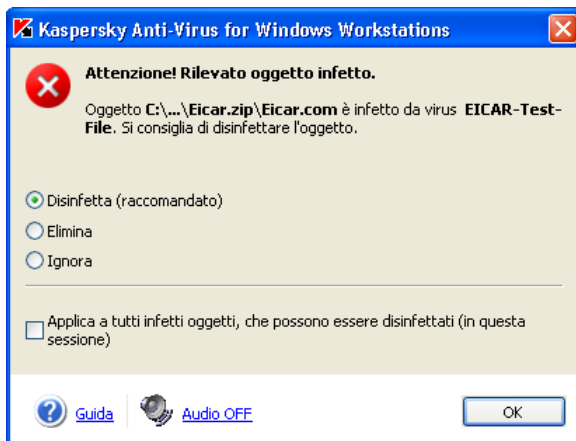 Kaspersky Anti-Virus for Windows Workstations
Attenzione! Rilevato oggetto infetto.
Oggetto C:\...\Eicar.zip\Eicar.com è infetto da virus EICAR-Test-
File. Si consiglia di disinfettare l'oggetto.
Disinfetta (raccomandato)
Elimina
Ignora
Applica a tutti infetti oggetti, che possono essere disinfettati (in questa
sessione)
Guida
Audio OFF
OK